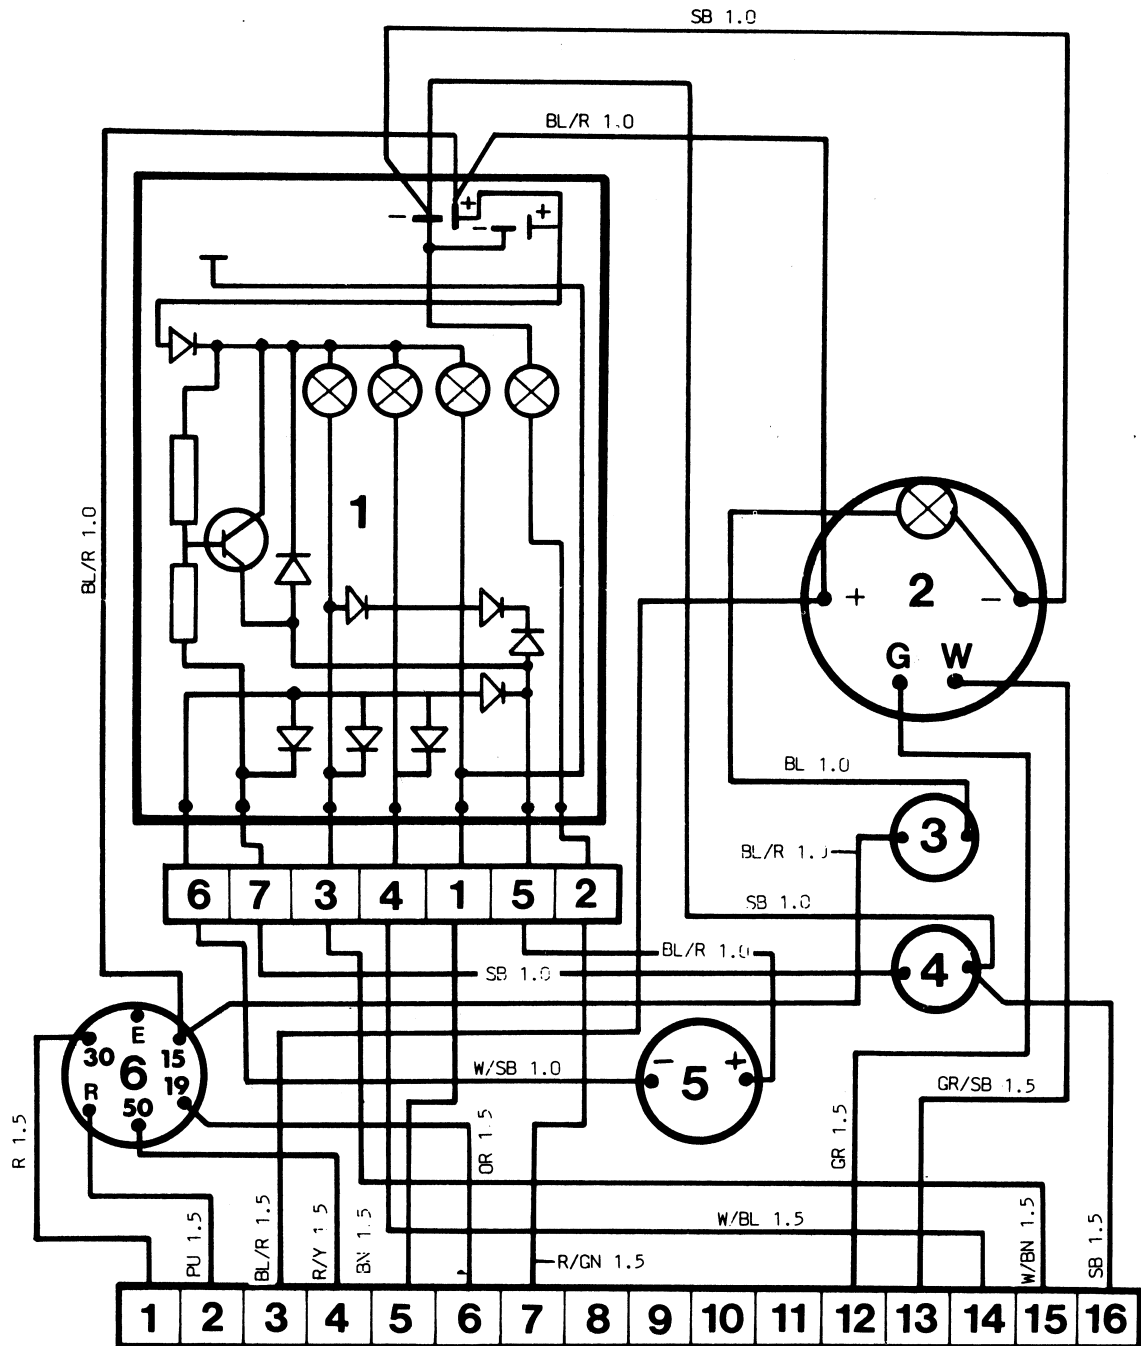 SB 1.0
BL/R 1.0
- + - +
1
BL/R 1.0
+ 2 -
G W
BL 1.0
3
BL/R 1.0
6 7 3 4 1 5 2
SB 1.0
BL/R 1.0
SB 1.0
4
E
30 15
6
R 19
50
W/SB 1.0
- 5 +
GR/SB 1.5
R 1.5
OR 1.5
GR 1.5
PU 1.5
BL/R 1.5
R/Y 1.5
BN 1.5
W/BL 1.5
R/GN 1.5
W/BN 1.5
SB 1.5
1 2 3 4 5 6 7 8 9 10 11 12 13 14 15 16